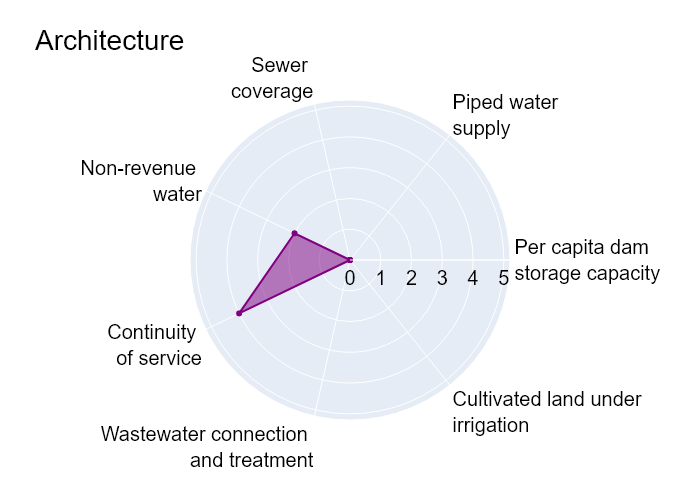 Architecture
Sewer
coverage
Piped water
supply
Non-revenue
water
Per capita dam
storage capacity
0 1 2 3 4 5
Continuity
of service
Cultivated land under
irrigation
Wastewater connection
and treatment